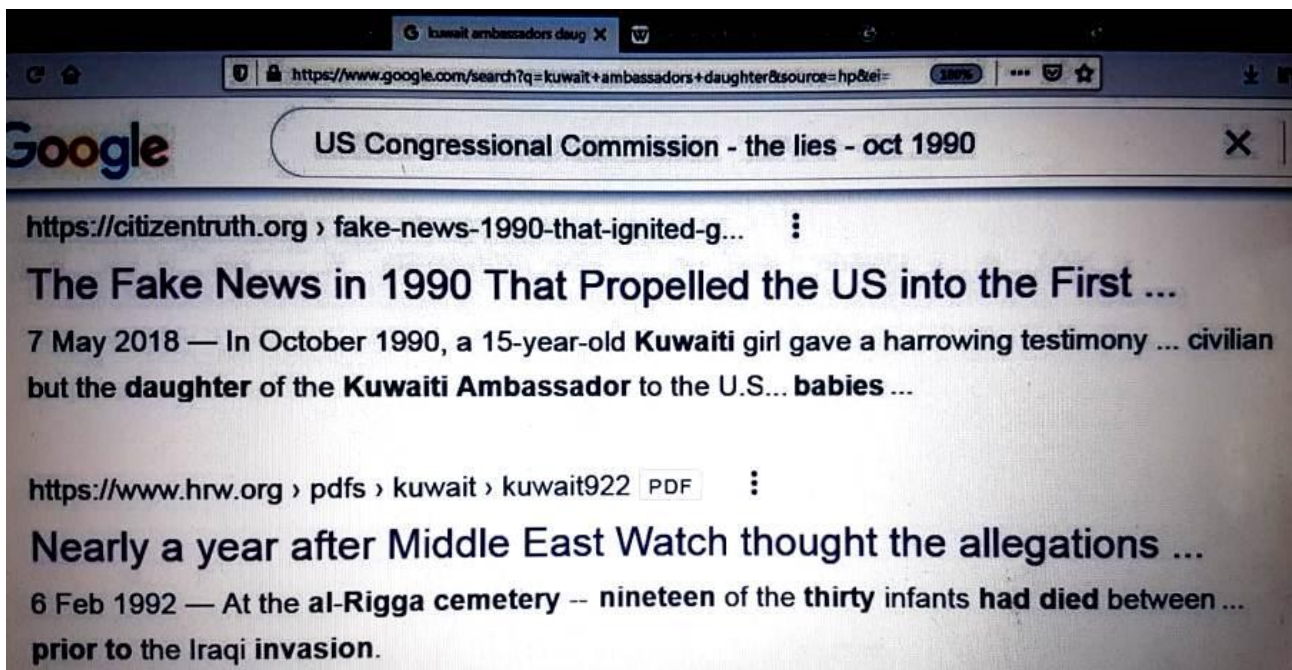 kuwait ambassadors daug
https://www.google.com/search?q=kuwait+ambassadors+daughter&source=hp&ei=
100%
Google
US Congressional Commission - the lies - oct 1990
https://citizentruth.org › fake-news-1990-that-ignited-g...
The Fake News in 1990 That Propelled the US into the First ...
7 May 2018 — In October 1990, a 15-year-old Kuwaiti girl gave a harrowing testimony ... civilian
but the daughter of the Kuwaiti Ambassador to the U.S... babies ...
https://www.hrw.org › pdfs › kuwait › kuwait922 PDF
Nearly a year after Middle East Watch thought the allegations ...
6 Feb 1992 — At the al-Rigga cemetery -- nineteen of the thirty infants had died between ...
prior to the Iraqi invasion.